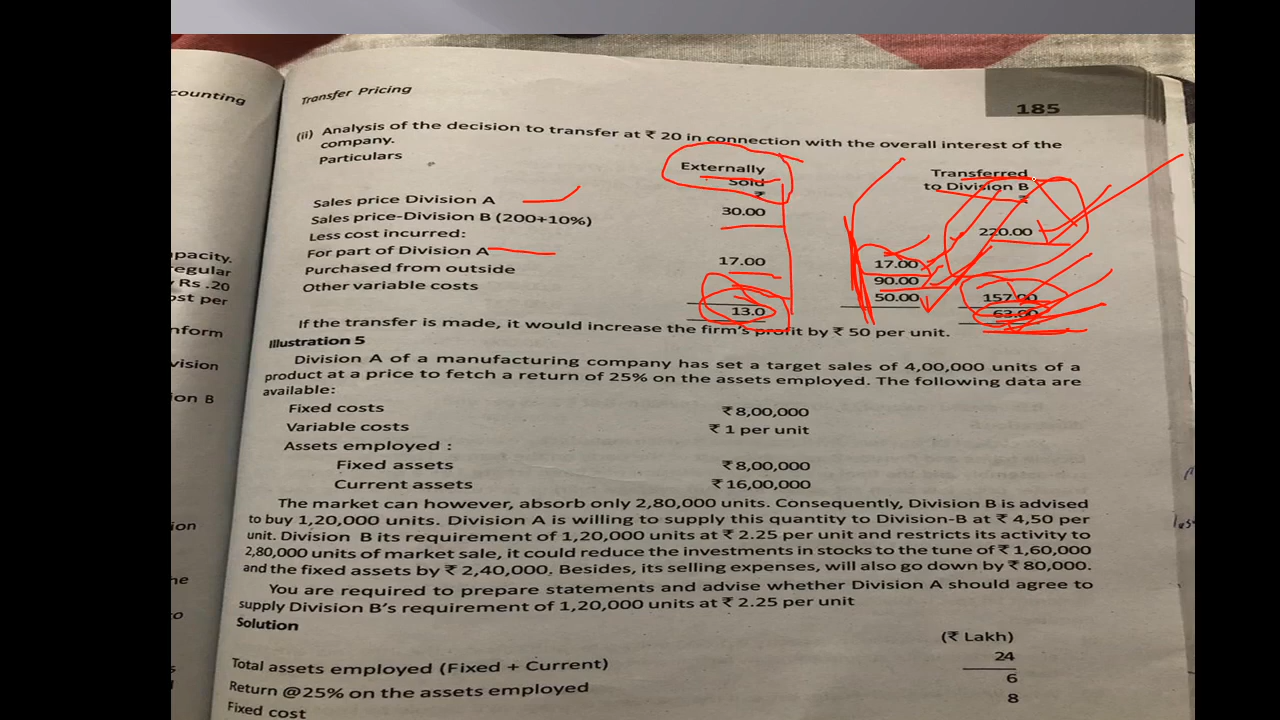 counting
apacity.
regular
Rs .20
ost per
nform
vision
on B
ion
he
o
Transfer Pricing
185
(ii) Analysis of the decision to transfer at ₹ 20 in connection with the overall interest of the
company.
Particulars Externally Transferred
Sold to Division B
₹ ₹
Sales price Division A 30.00
Sales price-Division B (200+10%) 220.00
Less cost incurred:
For part of Division A 17.00 17.00
Purchased from outside 90.00
Other variable costs 50.00 157.00
13.0 63.00
If the transfer is made, it would increase the firm's profit by ₹ 50 per unit.
Illustration 5
Division A of a manufacturing company has set a target sales of 4,00,000 units of a
product at a price to fetch a return of 25% on the assets employed. The following data are
available:
Fixed costs ₹ 8,00,000
Variable costs ₹ 1 per unit
Assets employed :
Fixed assets ₹ 8,00,000
Current assets ₹ 16,00,000
The market can however, absorb only 2,80,000 units. Consequently, Division B is advised
to buy 1,20,000 units. Division A is willing to supply this quantity to Division-B at ₹ 4,50 per
unit. Division B its requirement of 1,20,000 units at ₹ 2.25 per unit and restricts its activity to
2,80,000 units of market sale, it could reduce the investments in stocks to the tune of ₹ 1,60,000
and the fixed assets by ₹ 2,40,000. Besides, its selling expenses, will also go down by ₹ 80,000.
You are required to prepare statements and advise whether Division A should agree to
supply Division B's requirement of 1,20,000 units at ₹ 2.25 per unit
Solution
(₹ Lakh)
Total assets employed (Fixed + Current) 24
Return @25% on the assets employed 6
Fixed cost 8